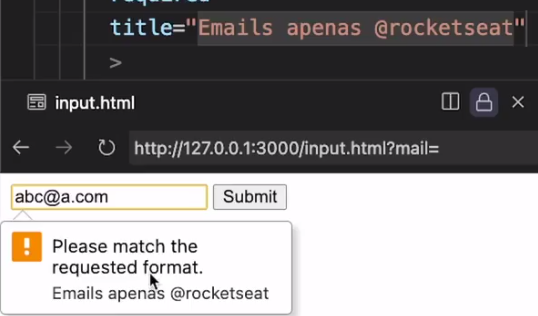 required
title="Emails apenas @rocketseat"
>
input.html
http://127.0.0.1:3000/input.html?mail=
abc@a.com Submit
Please match the
requested format.
Emails apenas @rocketseat